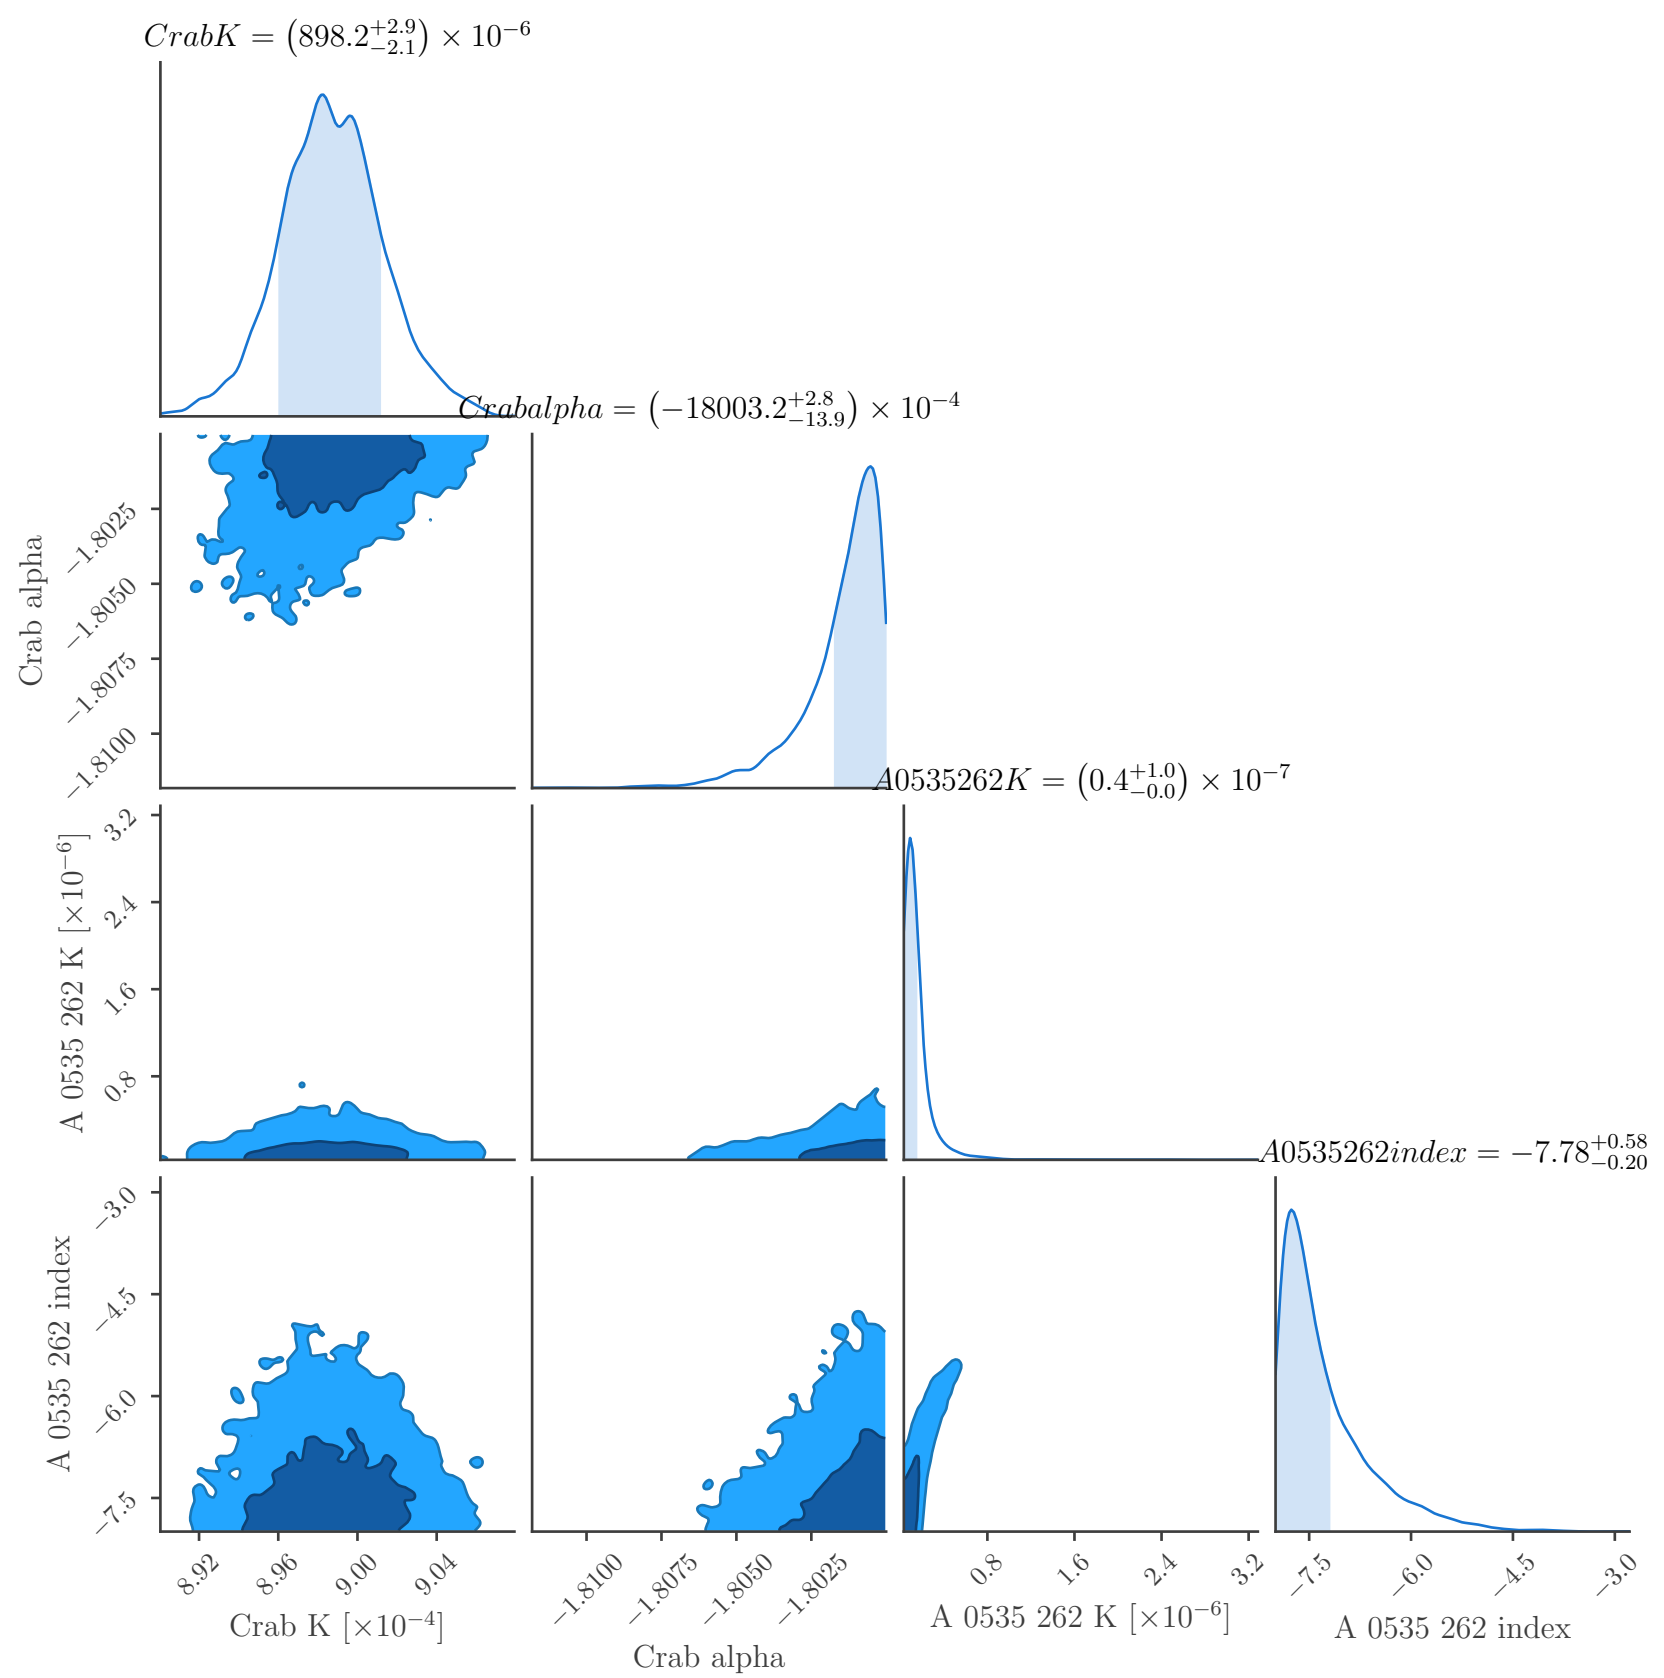 CrabK = (898.2^{+2.9}_{-2.1}) × 10^{-6}
Crabalpha = (−18003.2^{+2.8}_{-13.9}) × 10^{-4}
Crab alpha
−1.8025
−1.8050
−1.8075
−1.8100
A0535262K = (0.4^{+1.0}_{-0.0}) × 10^{-7}
A 0535 262 K [×10^{-6}]
3.2
2.4
1.6
0.8
A0535262index = −7.78^{+0.58}_{-0.20}
A 0535 262 index
−3.0
−4.5
−6.0
−7.5
8.92 8.96 9.00 9.04
Crab K [×10^{-4}]
−1.8100 −1.8075 −1.8050 −1.8025
Crab alpha
0.8 1.6 2.4 3.2
A 0535 262 K [×10^{-6}]
−7.5 −6.0 −4.5 −3.0
A 0535 262 index